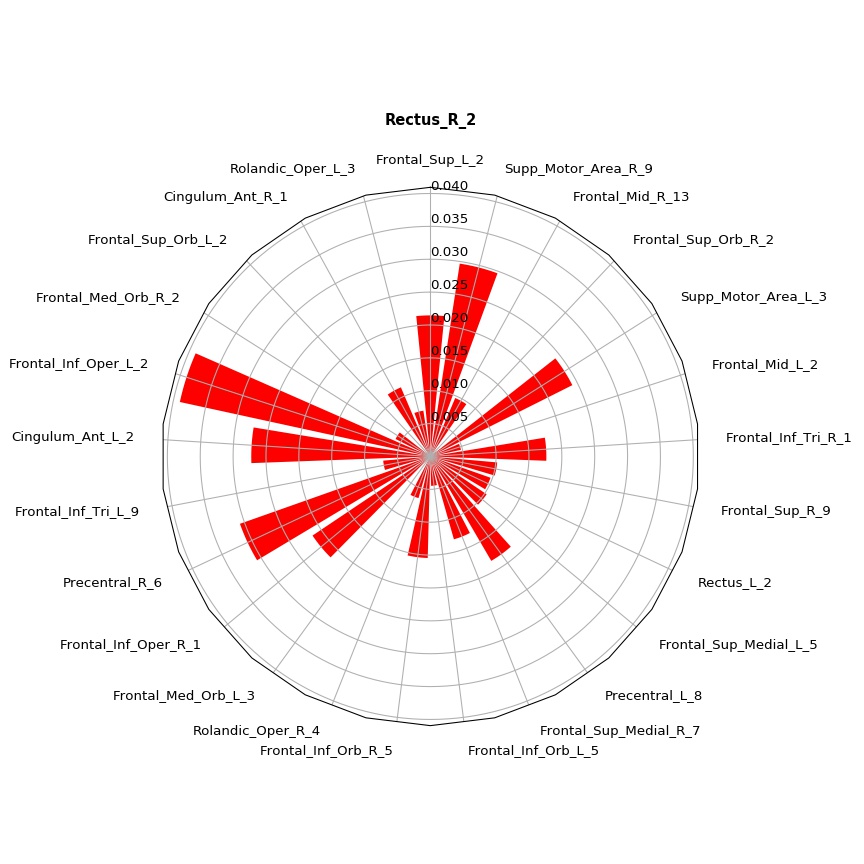 Rectus_R_2
Frontal_Sup_L_2
Rolandic_Oper_L_3
Supp_Motor_Area_R_9
Cingulum_Ant_R_1
Frontal_Mid_R_13
Frontal_Sup_Orb_L_2
Frontal_Sup_Orb_R_2
Frontal_Med_Orb_R_2
Supp_Motor_Area_L_3
Frontal_Inf_Oper_L_2
Frontal_Mid_L_2
Cingulum_Ant_L_2
Frontal_Inf_Tri_R_1
Frontal_Inf_Tri_L_9
Frontal_Sup_R_9
Precentral_R_6
Rectus_L_2
Frontal_Inf_Oper_R_1
Frontal_Sup_Medial_L_5
Frontal_Med_Orb_L_3
Precentral_L_8
Rolandic_Oper_R_4
Frontal_Sup_Medial_R_7
Frontal_Inf_Orb_R_5
Frontal_Inf_Orb_L_5
0.040
0.035
0.030
0.025
0.020
0.015
0.010
0.005